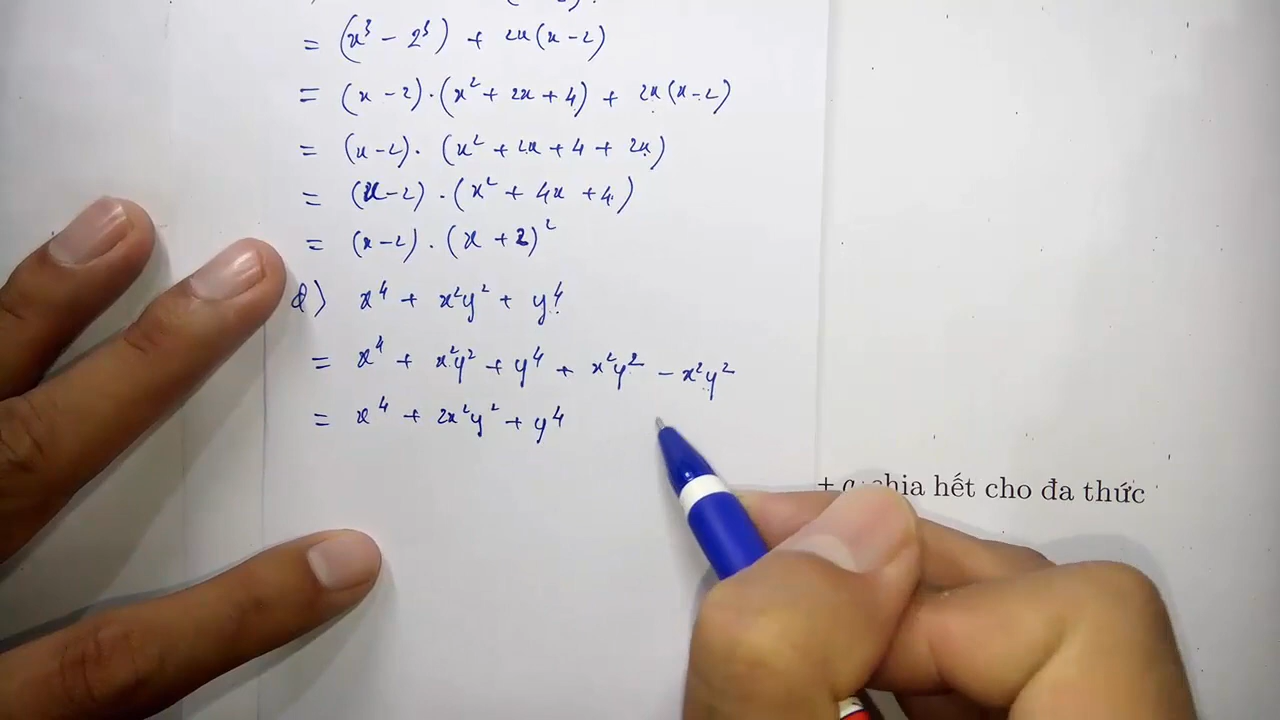 = (x³ - 2³) + 2x(x-2)
= (x - 2).(x² + 2x + 4) + 2x(x-2)
= (x-2). (x² + 2x + 4 + 2x)
= (x-2) . (x² + 4x + 4)
= (x-2) . (x + 2)²
d) x⁴ + x²y² + y⁴
= x⁴ + x²y² + y⁴ + x²y² - x²y²
= x⁴ + 2x²y² + y⁴
chia hết cho đa thức